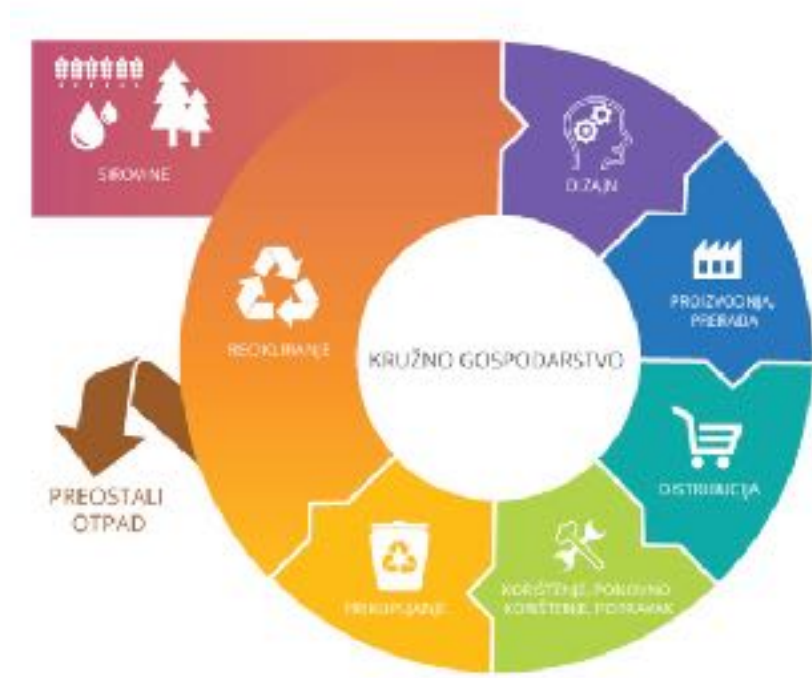 SIROVINE
DIZAJN
PROIZVODNJA,
PRERADA
RECIKLIRANJE
KRUŽNO GOSPODARSTVO
DISTRIBUCIJA
PREOSTALI
OTPAD
KORIŠTENJE, PONOVNO
KORIŠTENJE, POPRAVAK
PRIKUPLJANJE